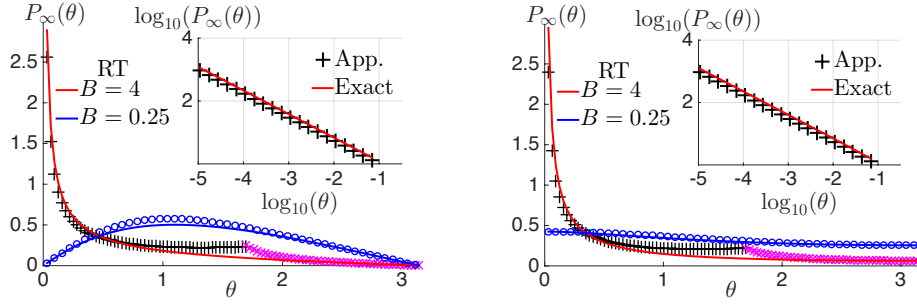 P∞(θ)
log10(P∞(θ))
2.5
2
1.5
1
0.5
0
0
1
2
3
θ
RT
B = 4
B = 0.25
4
2
-5
-4
-3
-2
-1
log10(θ)
App.
Exact
P∞(θ)
log10(P∞(θ))
2.5
2
1.5
1
0.5
0
0
1
2
3
θ
RT
B = 4
B = 0.25
4
2
-5
-4
-3
-2
-1
log10(θ)
App.
Exact